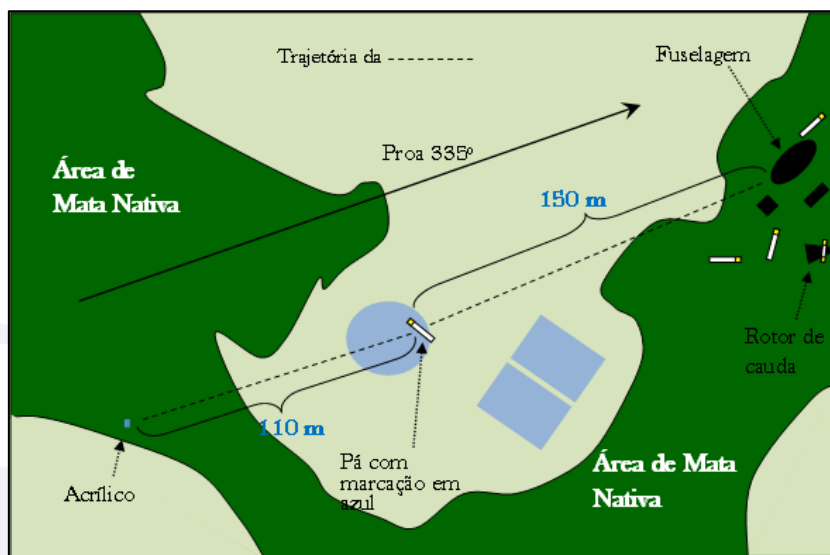 Trajetória da ----------
Fuselagem
Proa 335º
Área de
Mata Nativa
150 m
Rotor de
cauda
110 m
Pá com
marcação em
azul
Área de Mata
Nativa
Acrílico